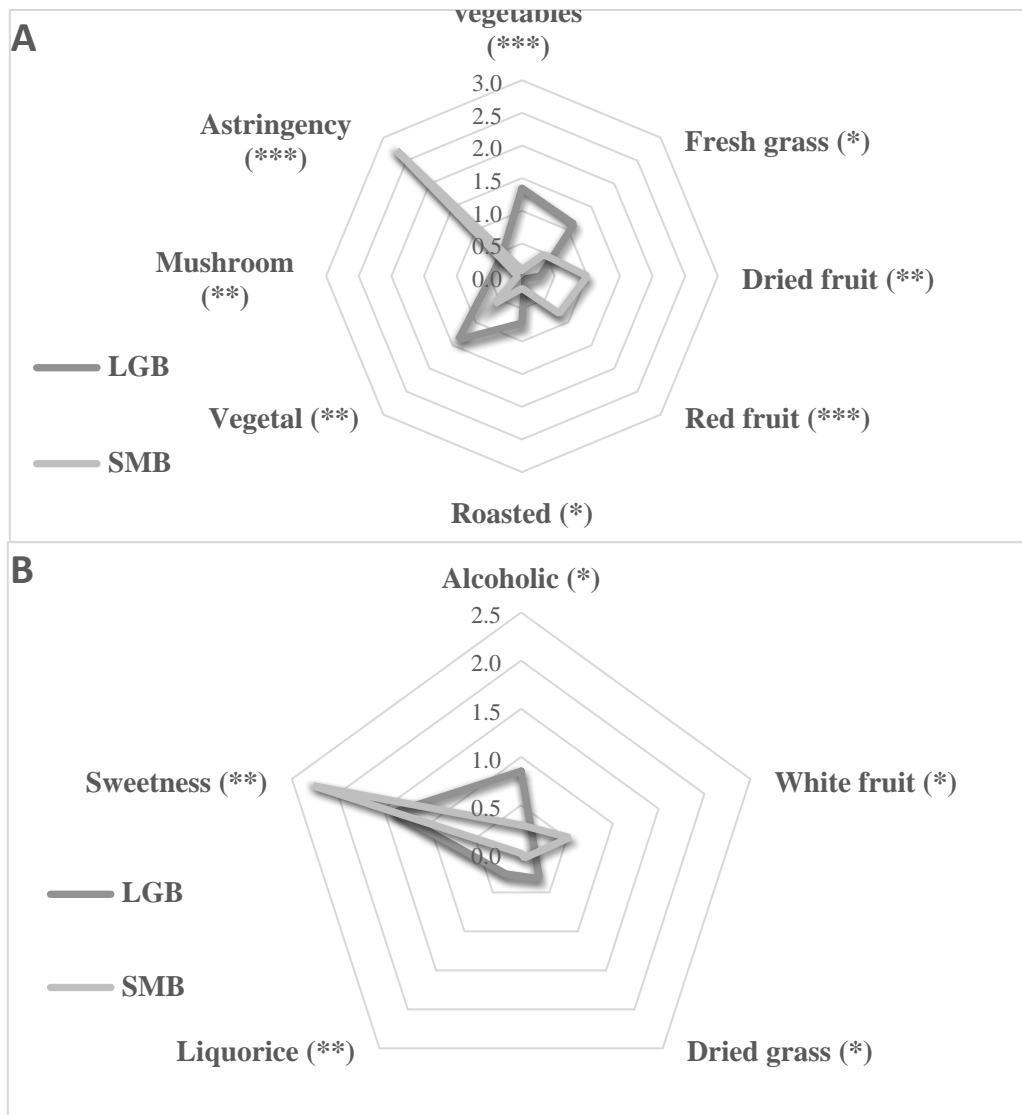 A
vegetables
(***)
3.0
2.5
2.0
1.5
1.0
0.5
0.0
Astringency
(***)
Fresh grass (*)
Mushroom
(**)
Dried fruit (**)
LGB
Vegetal (**)
Red fruit (***)
SMB
Roasted (*)
B
Alcoholic (*)
2.5
2.0
1.5
1.0
0.5
0.0
Sweetness (**)
White fruit (*)
LGB
SMB
Liquorice (**)
Dried grass (*)